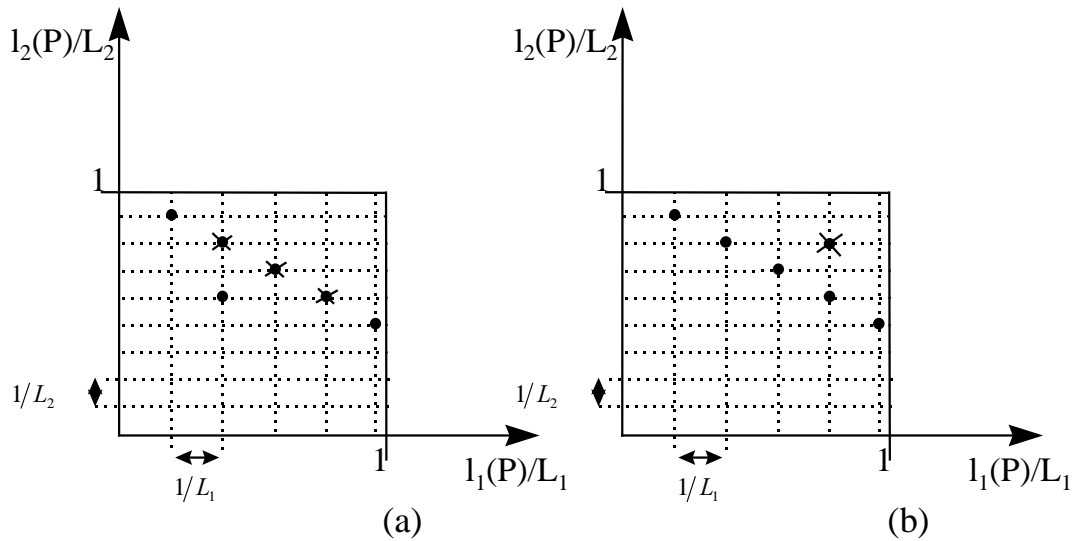 l₂(P)/L₂
1
1/L₂
1
l₁(P)/L₁
1/L₁
(a)
l₂(P)/L₂
1
1/L₂
1
l₁(P)/L₁
1/L₁
(b)